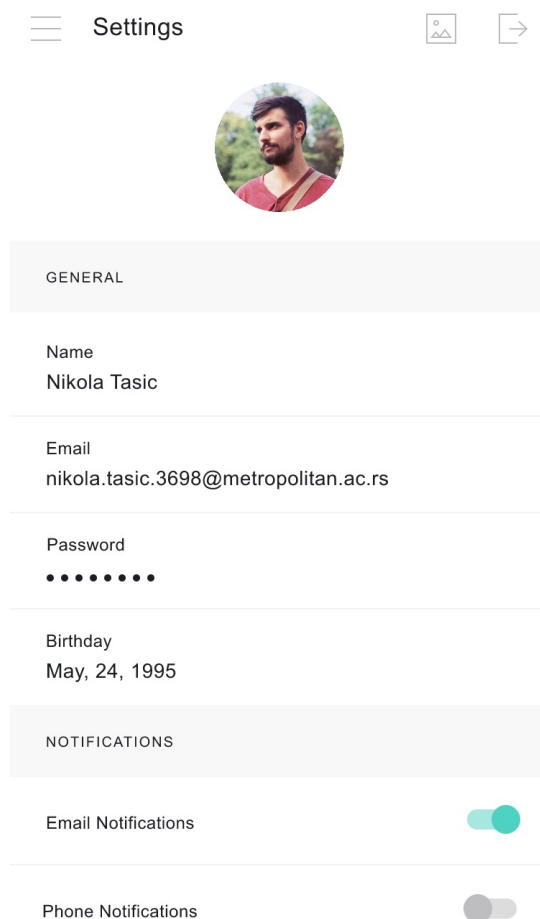 Settings
GENERAL
Name
Nikola Tasic
Email
nikola.tasic.3698@metropolitan.ac.rs
Password
••••••••
Birthday
May, 24, 1995
NOTIFICATIONS
Email Notifications
Phone Notifications